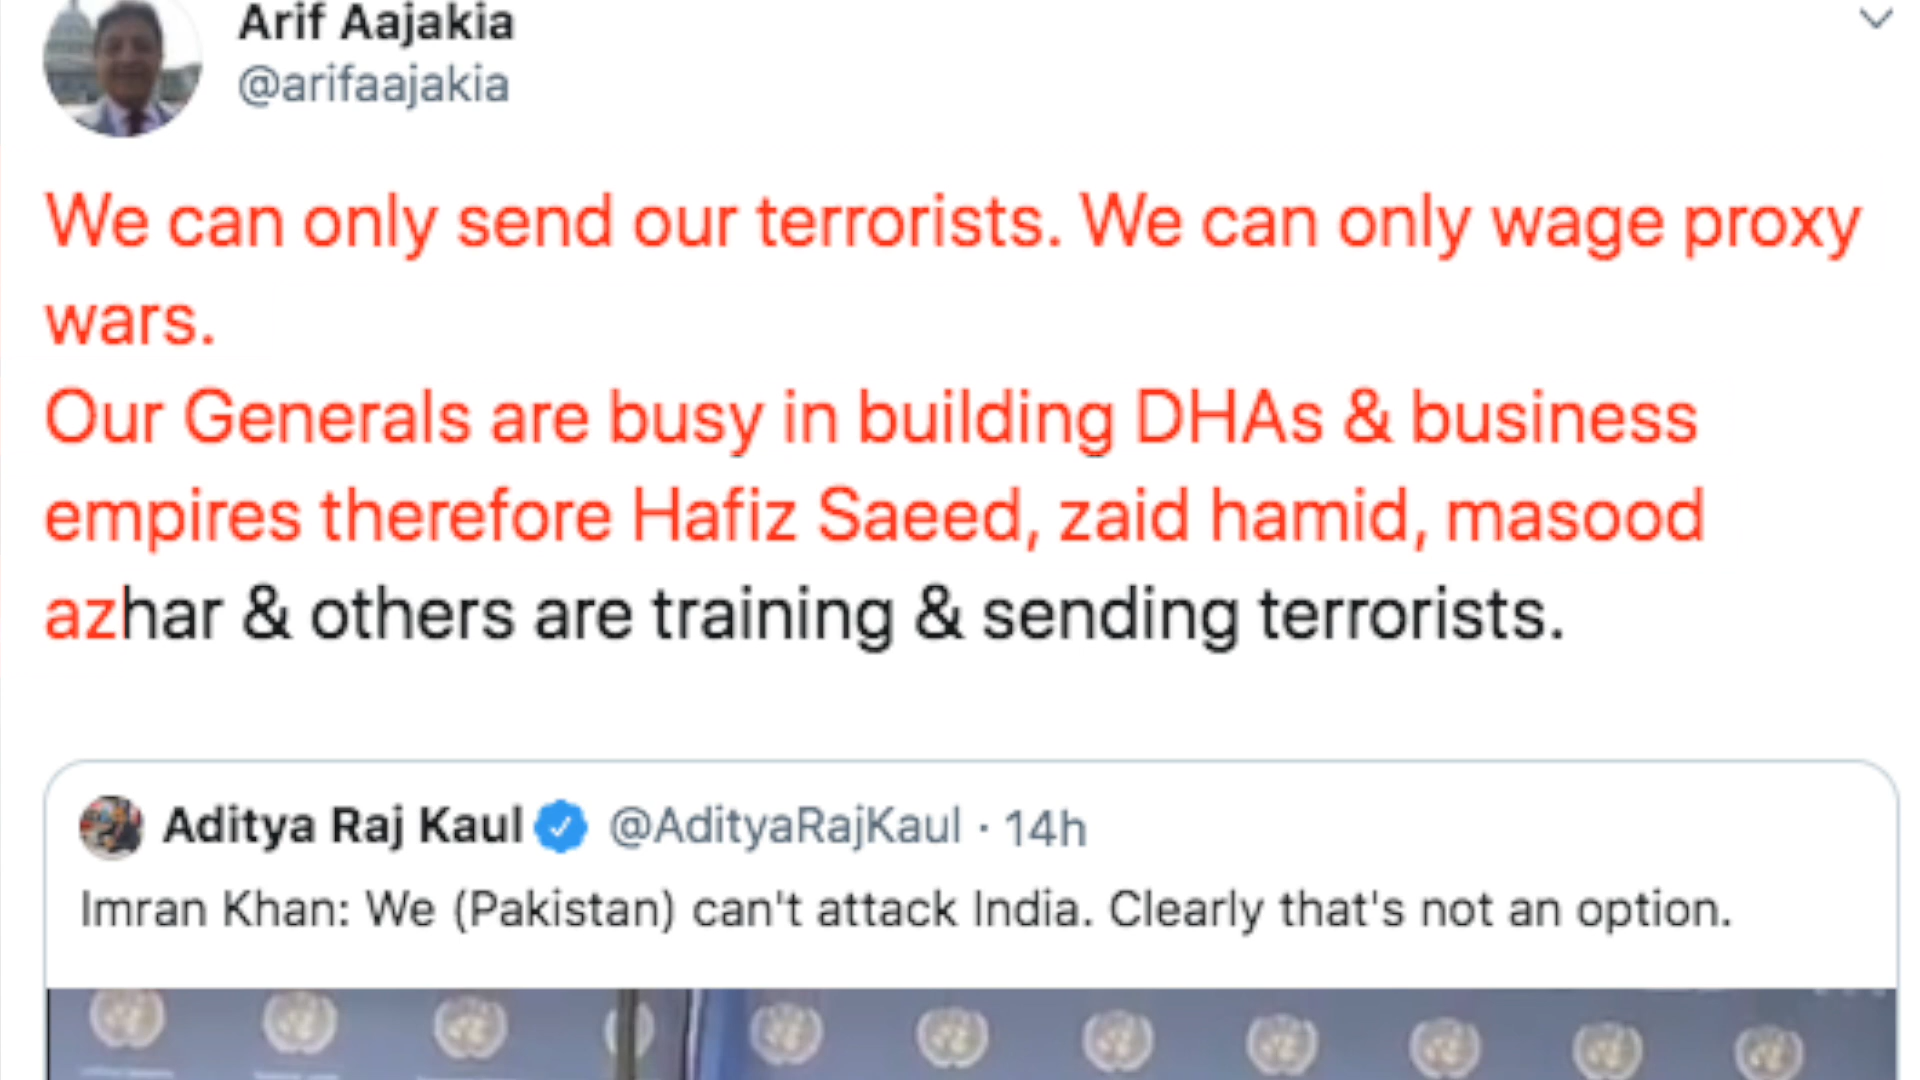 Arif Aajakia
@arifaajakia
We can only send our terrorists. We can only wage proxy
wars.
Our Generals are busy in building DHAs & business
empires therefore Hafiz Saeed, zaid hamid, masood
azhar & others are training & sending terrorists.
Aditya Raj Kaul @AdityaRajKaul · 14h
Imran Khan: We (Pakistan) can't attack India. Clearly that's not an option.